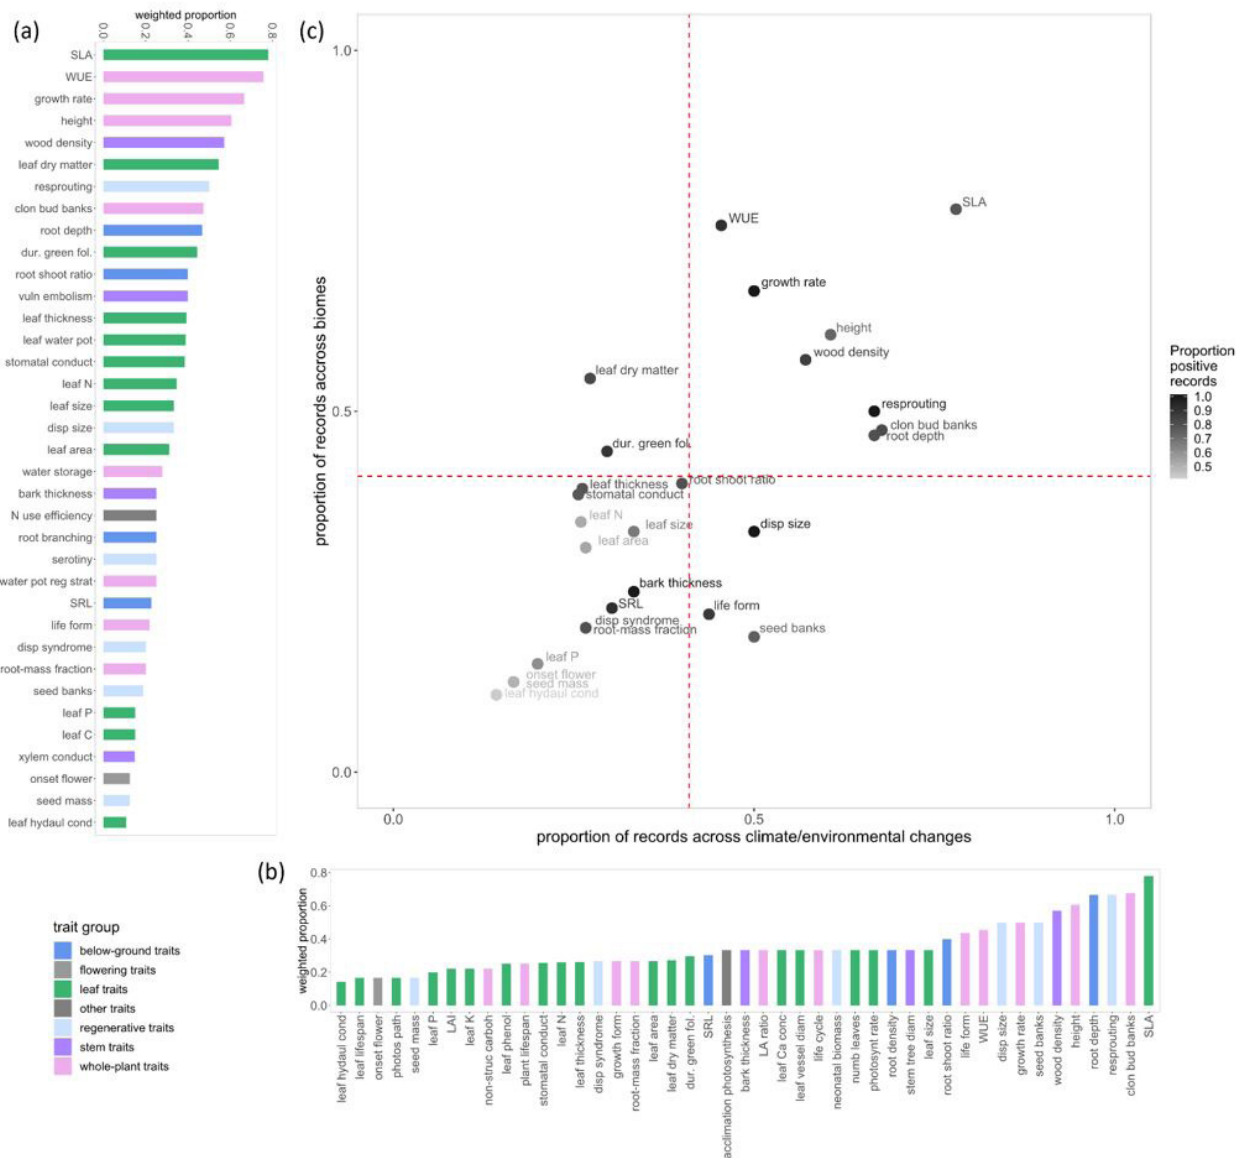 (a)
weighted proportion
0.0 0.2 0.4 0.6 0.8
SLA
WUE
growth rate
height
wood density
leaf dry matter
resprouting
clon bud banks
root depth
dur. green fol.
root shoot ratio
vuln embolism
leaf thickness
leaf water pot
stomatal conduct
leaf N
leaf size
disp size
leaf area
water storage
bark thickness
N use efficiency
root branching
serotiny
water pot reg strat
SRL
life form
disp syndrome
root-mass fraction
seed banks
leaf P
leaf C
xylem conduct
onset flower
seed mass
leaf hydaul cond
(c)
proportion of records accross biomes
1.0
0.5
0.0
SLA
WUE
growth rate
height
wood density
leaf dry matter
resprouting
clon bud banks
root depth
dur. green fol.
root shoot ratio
leaf thickness
stomatal conduct
leaf N
leaf size
disp size
leaf area
bark thickness
SRL
life form
disp syndrome
root-mass fraction
seed banks
leaf P
onset flower
seed mass
leaf hydaul cond
0.0 0.5 1.0
proportion of records across climate/environmental changes
Proportion
positive
records
1.0
0.9
0.8
0.7
0.6
0.5
(b)
weighted proportion
0.8
0.6
0.4
0.2
0.0
leaf hydaul cond
leaf lifespan
onset flower
photos path
seed mass
leaf P
LAI
leaf K
non-struc carboh
leaf phenol
plant lifespan
stomatal conduct
leaf N
leaf thickness
disp syndrome
growth form
root-mass fraction
leaf area
leaf dry matter
dur. green fol.
SRL
acclimation photosynthesis
bark thickness
LA ratio
leaf Ca conc
leaf vessel diam
life cycle
neonatal biomass
numb leaves
photosynt rate
root density
stem tree diam
leaf size
root shoot ratio
life form
WUE
disp size
growth rate
seed banks
wood density
height
root depth
resprouting
clon bud banks
SLA
trait group
below-ground traits
flowering traits
leaf traits
other traits
regenerative traits
stem traits
whole-plant traits